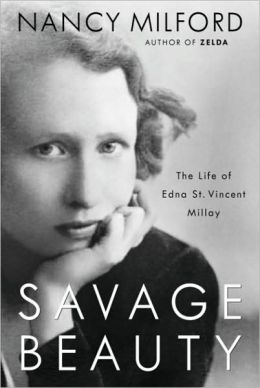 NANCY MILFORD
AUTHOR OF ZELDA
The Life of
Edna St. Vincent
Millay
SAVAGE
BEAUTY